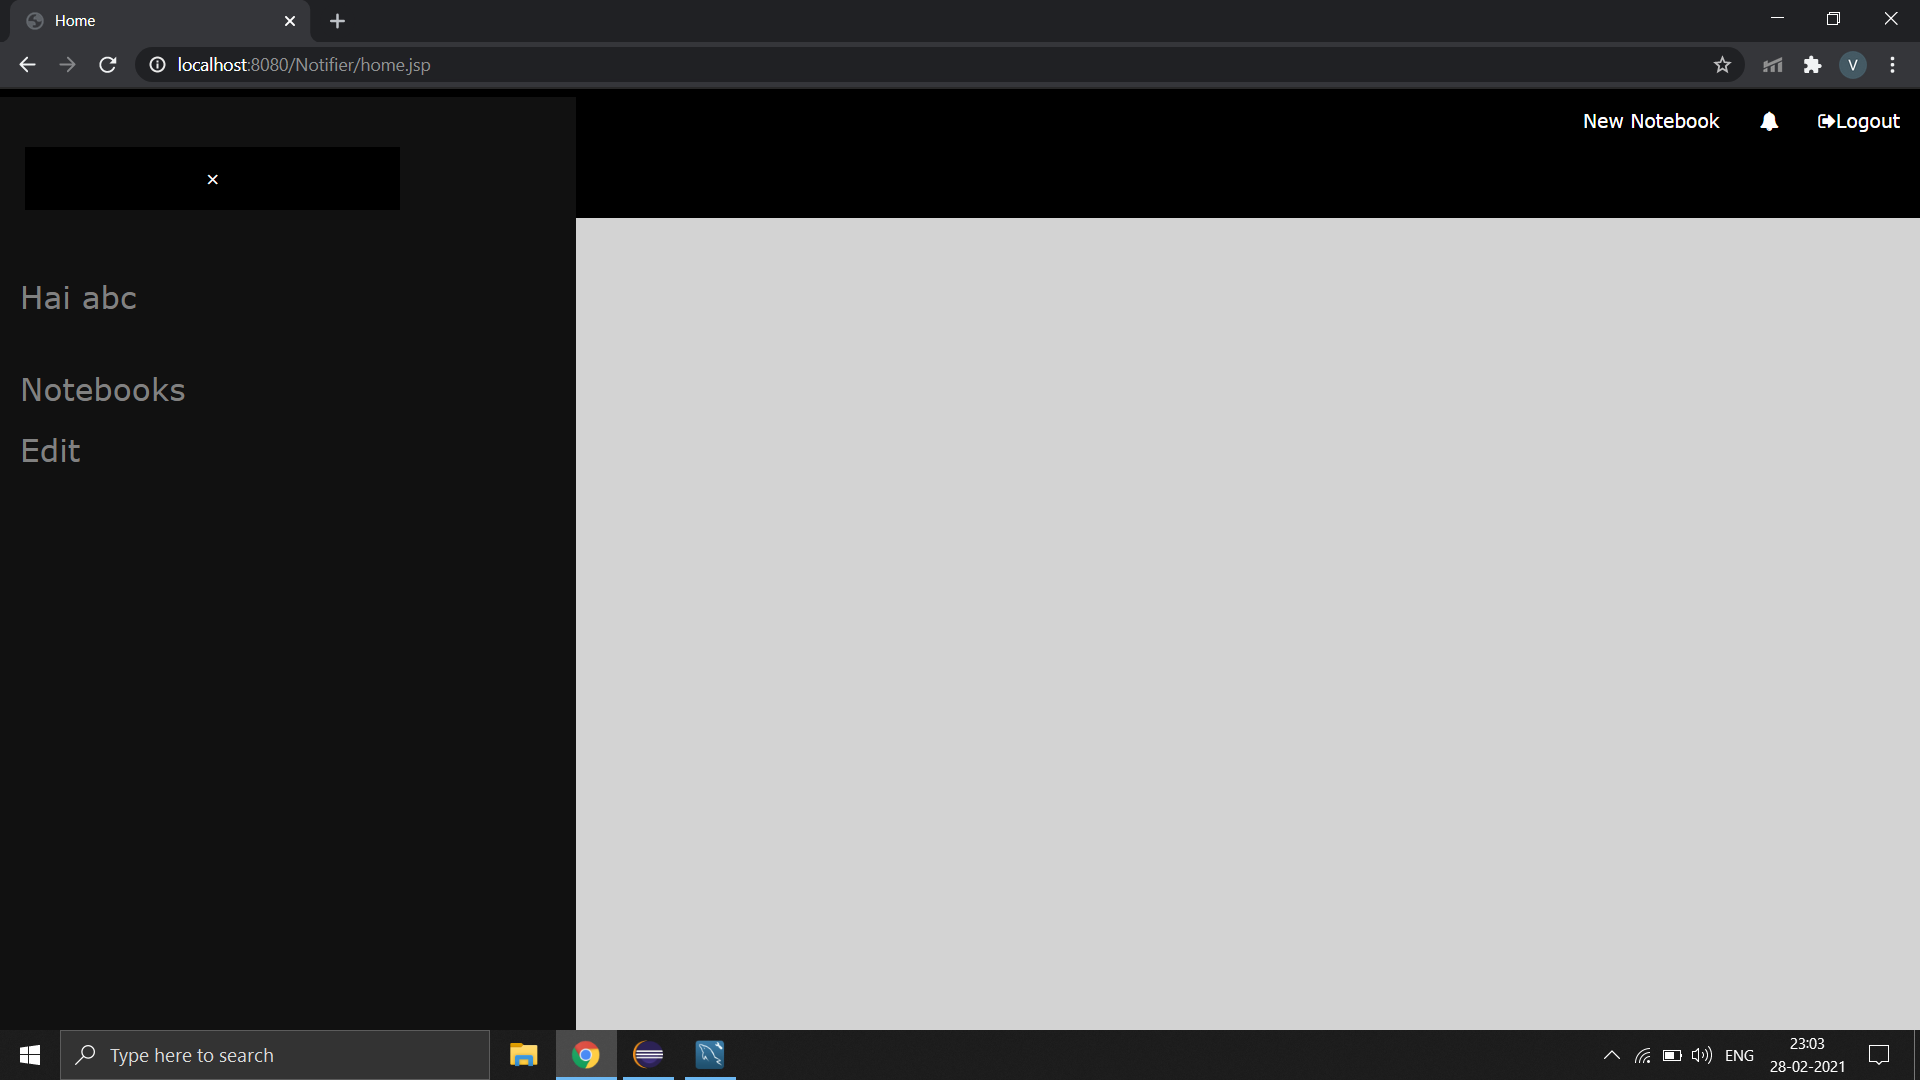 Home
localhost:8080/Notifier/home.jsp
V
New Notebook
Logout
×
Hai abc
Notebooks
Edit
Type here to search
ENG
23:03
28-02-2021